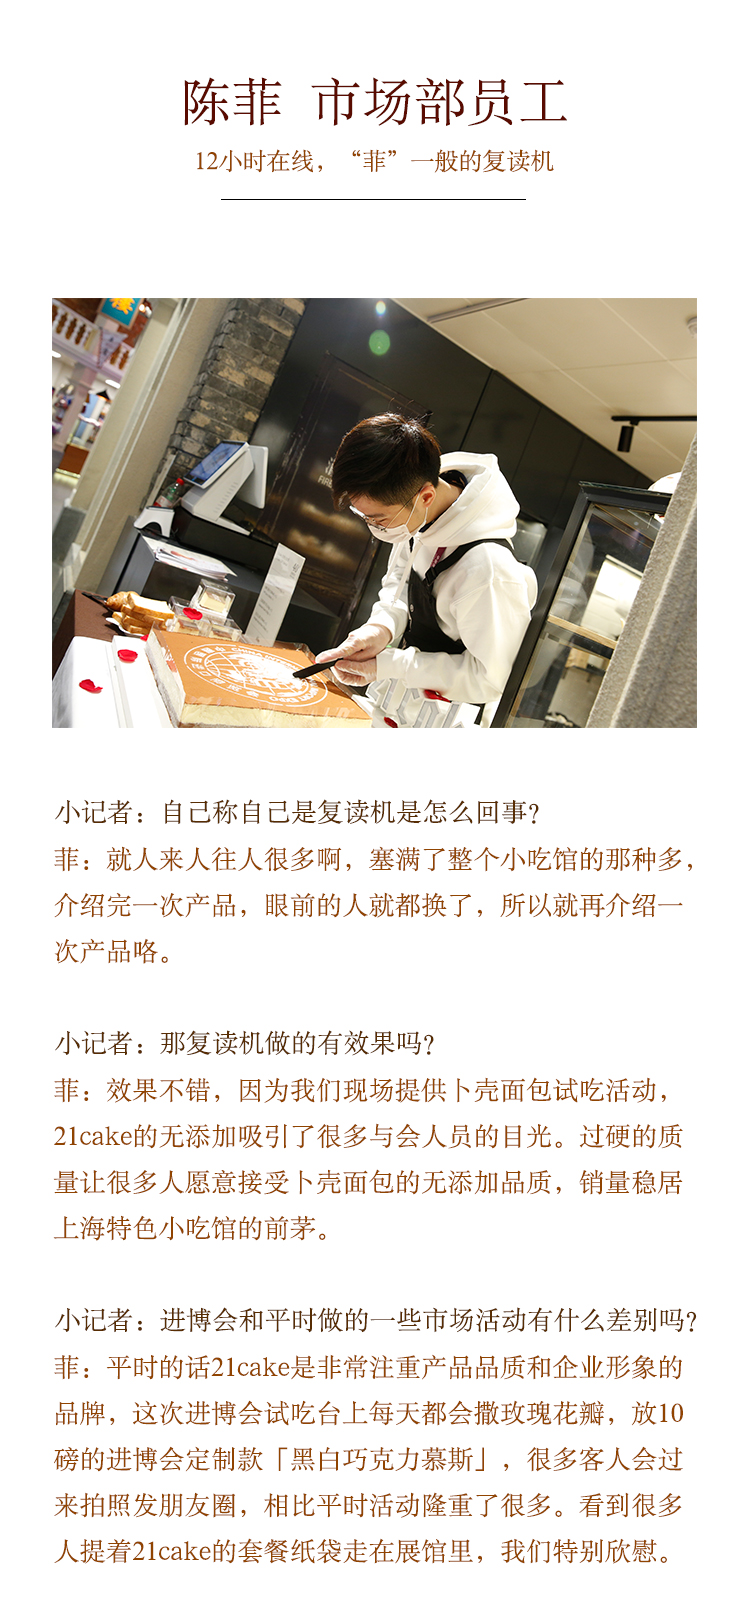 陈菲 市场部员工
12小时在线，“菲”一般的复读机
小记者：自己称自己是复读机是怎么回事？
菲：就人来人往人很多啊，塞满了整个小吃馆的那种多，
介绍完一次产品，眼前的人就都换了，所以就再介绍一
次产品咯。
小记者：那复读机做的有效果吗？
菲：效果不错，因为我们现场提供卜壳面包试吃活动，
21cake的无添加吸引了很多与会人员的目光。过硬的质
量让很多人愿意接受卜壳面包的无添加品质，销量稳居
上海特色小吃馆的前茅。
小记者：进博会和平时做的一些市场活动有什么差别吗？
菲：平时的话21cake是非常注重产品品质和企业形象的
品牌，这次进博会试吃台上每天都会撒玫瑰花瓣，放10
磅的进博会定制款「黑白巧克力慕斯」，很多客人会过
来拍照发朋友圈，相比平时活动隆重了很多。看到很多
人提着21cake的套餐纸袋走在展馆里，我们特别欣慰。